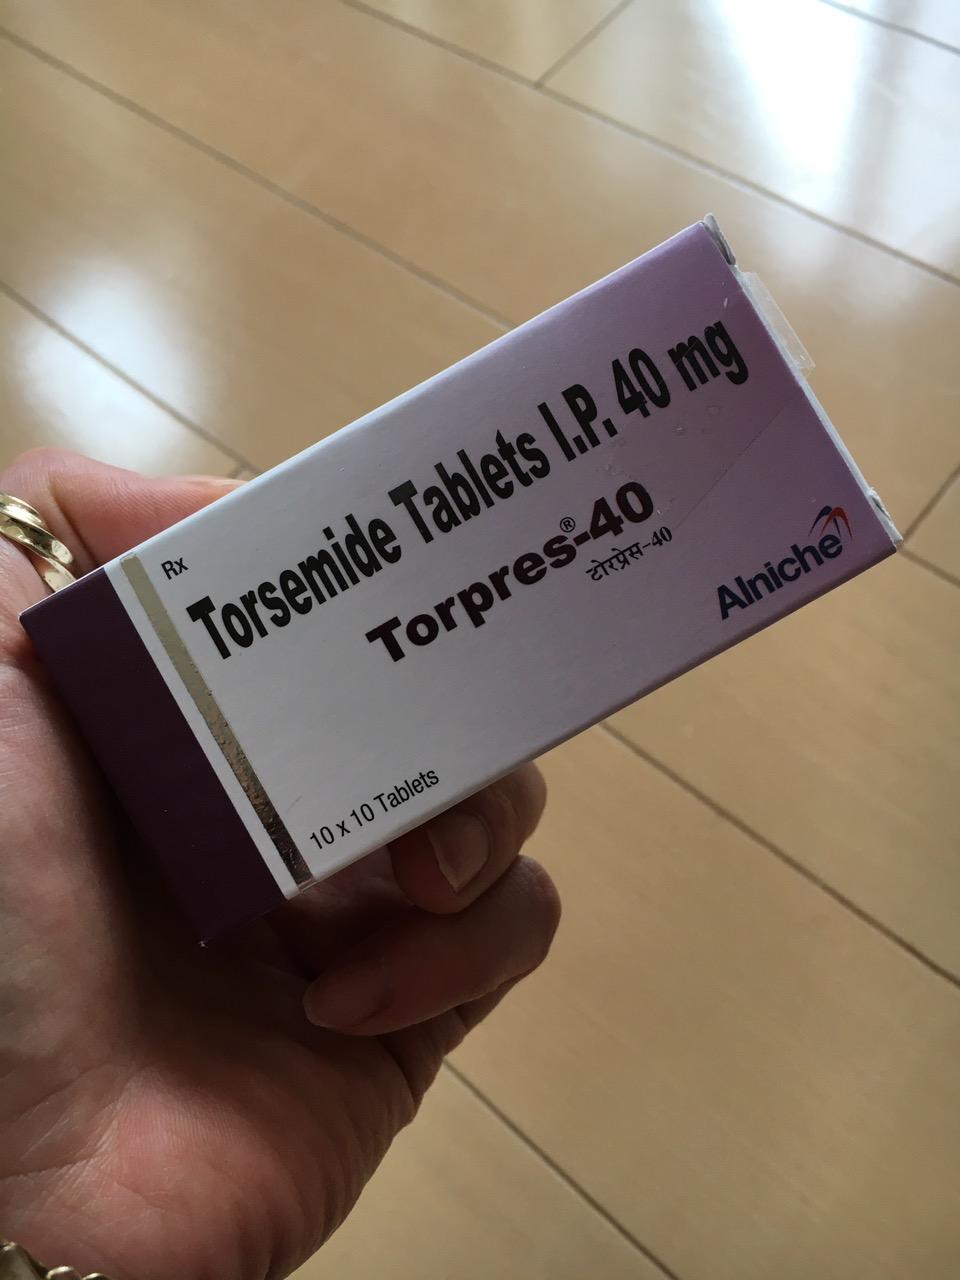 Rx
Torsemide Tablets I.P. 40 mg
Torpres®-40
टोरप्रेस-40
Alniche
10 x 10 Tablets